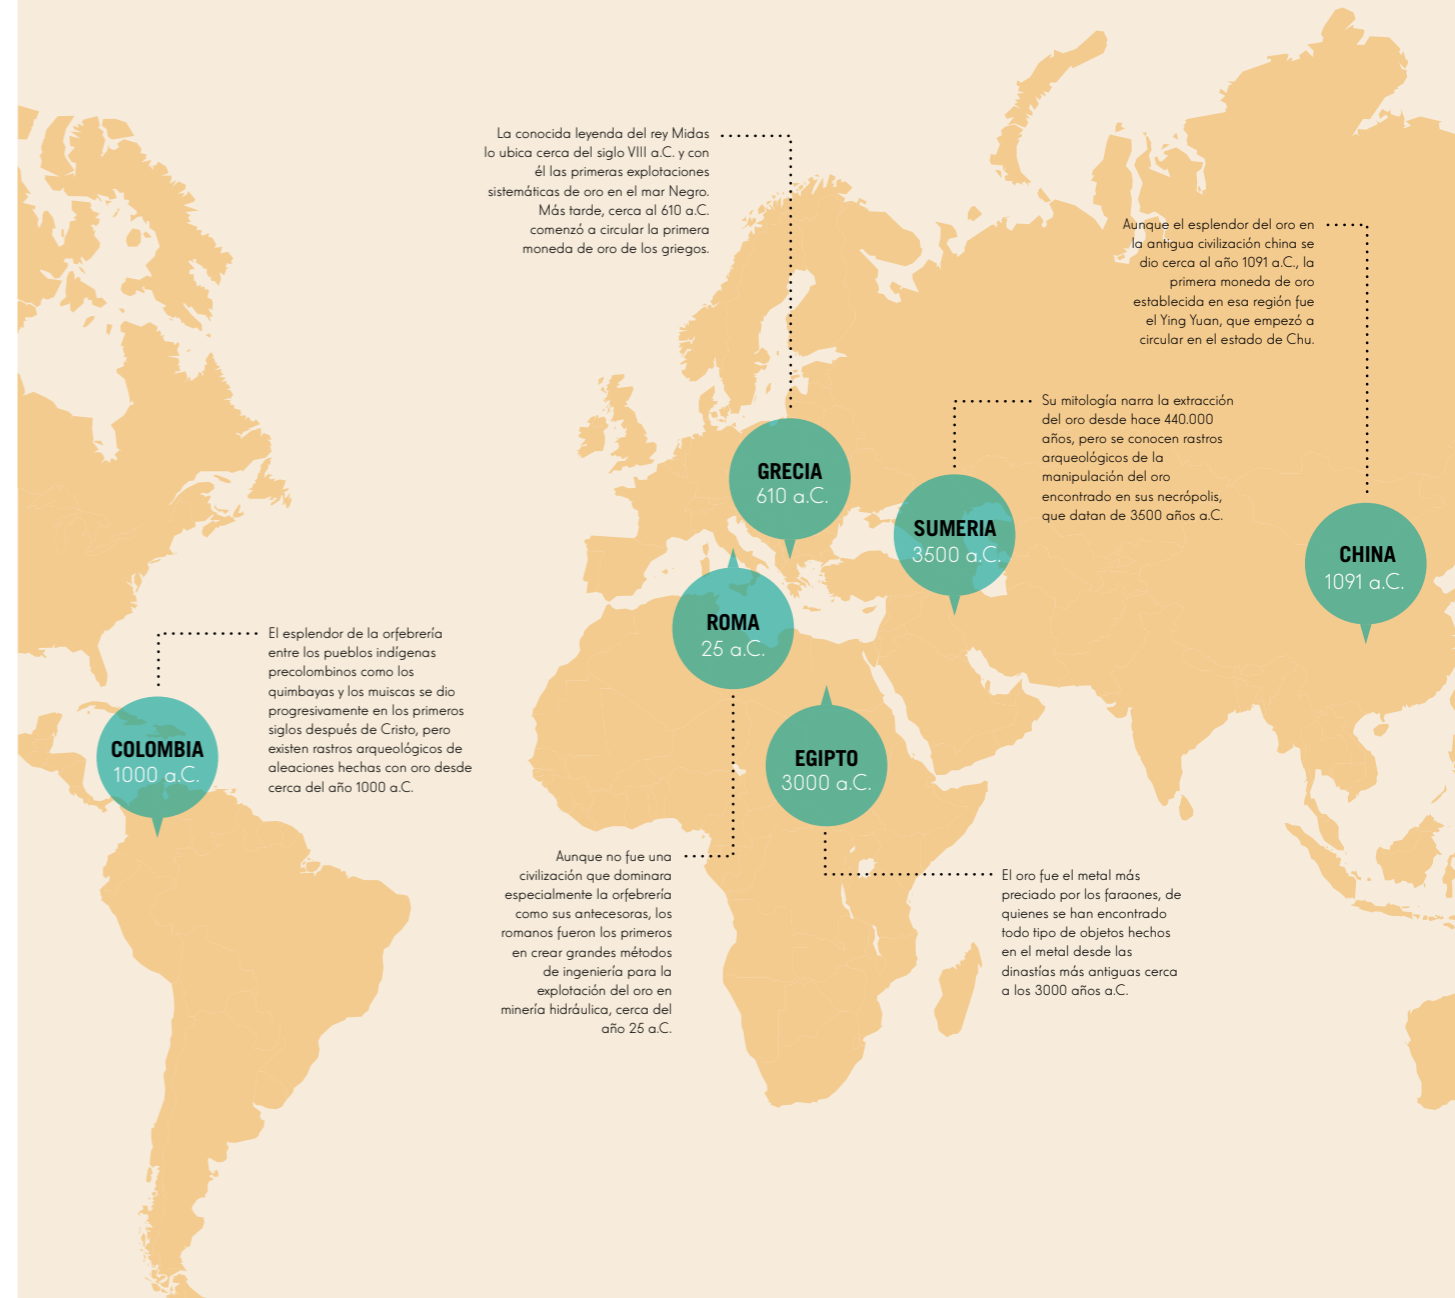 La conocida leyenda del rey Midas
lo ubica cerca del siglo VIII a.C. y con
él las primeras explotaciones
sistemáticas de oro en el mar Negro.
Más tarde, cerca al 610 a.C.
comenzó a circular la primera
moneda de oro de los griegos.
Aunque el esplendor del oro en
la antigua civilización china se
dio cerca al año 1091 a.C., la
primera moneda de oro
establecida en esa región fue
el Ying Yuan, que empezó a
circular en el estado de Chu.
Su mitología narra la extracción
del oro desde hace 440.000
años, pero se conocen rastros
arqueológicos de la
manipulación del oro
encontrado en sus necrópolis,
que datan de 3500 años a.C.
GRECIA
610 a.C.
SUMERIA
3500 a.C.
CHINA
1091 a.C.
ROMA
25 a.C.
El esplendor de la orfebrería
entre los pueblos indígenas
precolombinos como los
quimbayas y los muiscas se dio
progresivamente en los primeros
siglos después de Cristo, pero
existen rastros arqueológicos de
aleaciones hechas con oro desde
cerca del año 1000 a.C.
COLOMBIA
1000 a.C.
EGIPTO
3000 a.C.
Aunque no fue una
civilización que dominara
especialmente la orfebrería
como sus antecesoras, los
romanos fueron los primeros
en crear grandes métodos
de ingeniería para la
explotación del oro en
minería hidráulica, cerca del
año 25 a.C.
El oro fue el metal más
preciado por los faraones, de
quienes se han encontrado
todo tipo de objetos hechos
en el metal desde las
dinastías más antiguas cerca
a los 3000 años a.C.